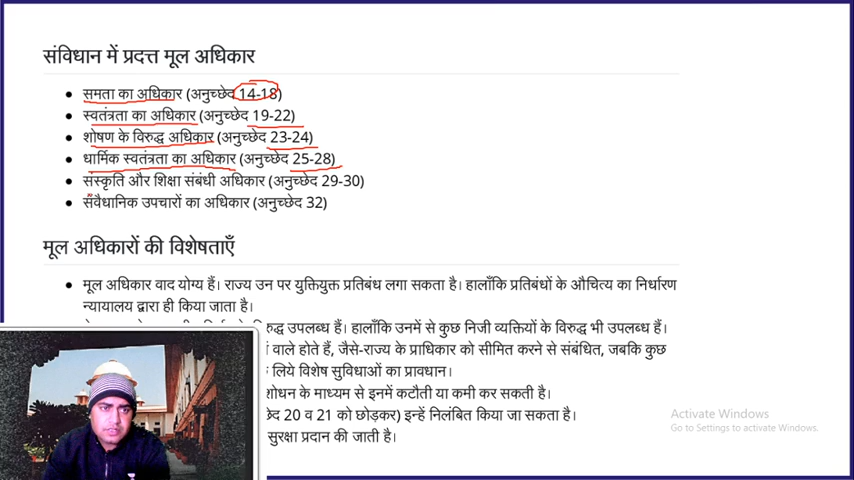 संविधान में प्रदत्त मूल अधिकार
समता का अधिकार (अनुच्छेद 14-18)
स्वतंत्रता का अधिकार (अनुच्छेद 19-22)
शोषण के विरुद्ध अधिकार (अनुच्छेद 23-24)
धार्मिक स्वतंत्रता का अधिकार (अनुच्छेद 25-28)
संस्कृति और शिक्षा संबंधी अधिकार (अनुच्छेद 29-30)
संवैधानिक उपचारों का अधिकार (अनुच्छेद 32)
मूल अधिकारों की विशेषताएँ
मूल अधिकार वाद योग्य हैं। राज्य उन पर युक्तियुक्त प्रतिबंध लगा सकता है। हालाँकि प्रतिबंधों के औचित्य का निर्धारण
न्यायालय द्वारा ही किया जाता है।
उपलब्ध हैं। हालाँकि उनमें से कुछ निजी व्यक्तियों के विरुद्ध भी उपलब्ध हैं।
वाले होते हैं, जैसे-राज्य के प्राधिकार को सीमित करने से संबंधित, जबकि कुछ
लिये विशेष सुविधाओं का प्रावधान।
के माध्यम से इनमें कटौती या कमी कर सकती है।
20 व 21 को छोड़कर) इन्हें निलंबित किया जा सकता है।
सुरक्षा प्रदान की जाती है।
Activate Windows
Go to Settings to activate Windows.